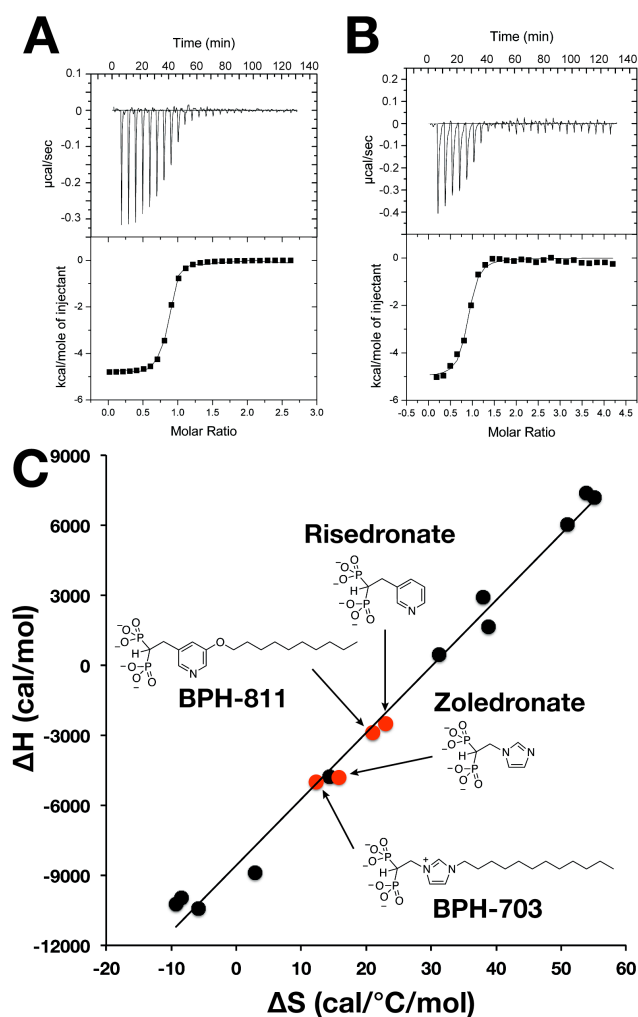 A
Time (min)
0 20 40 60 80 100 120 140
0.1
0
-0.1
-0.2
-0.3
µcal/sec
0
-2
-4
-6
kcal/mole of injectant
0.0 0.5 1.0 1.5 2.0 2.5 3.0
Molar Ratio
B
Time (min)
0 20 40 60 80 100 120 140
0.2
0.1
0
-0.1
-0.2
-0.3
-0.4
µcal/sec
0
-2
-4
-6
kcal/mole of injectant
-0.5 0.0 0.5 1.0 1.5 2.0 2.5 3.0 3.5 4.0 4.5
Molar Ratio
C
9000
6000
3000
0
-3000
-6000
-9000
-12000
ΔH (cal/mol)
Risedronate
BPH-811
Zoledronate
BPH-703
-20 -10 0 10 20 30 40 50 60
ΔS (cal/°C/mol)